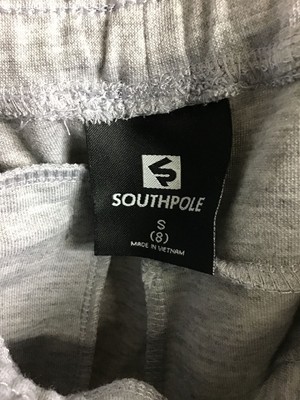 SOUTHPOLE
S
(8)
MADE IN VIETNAM